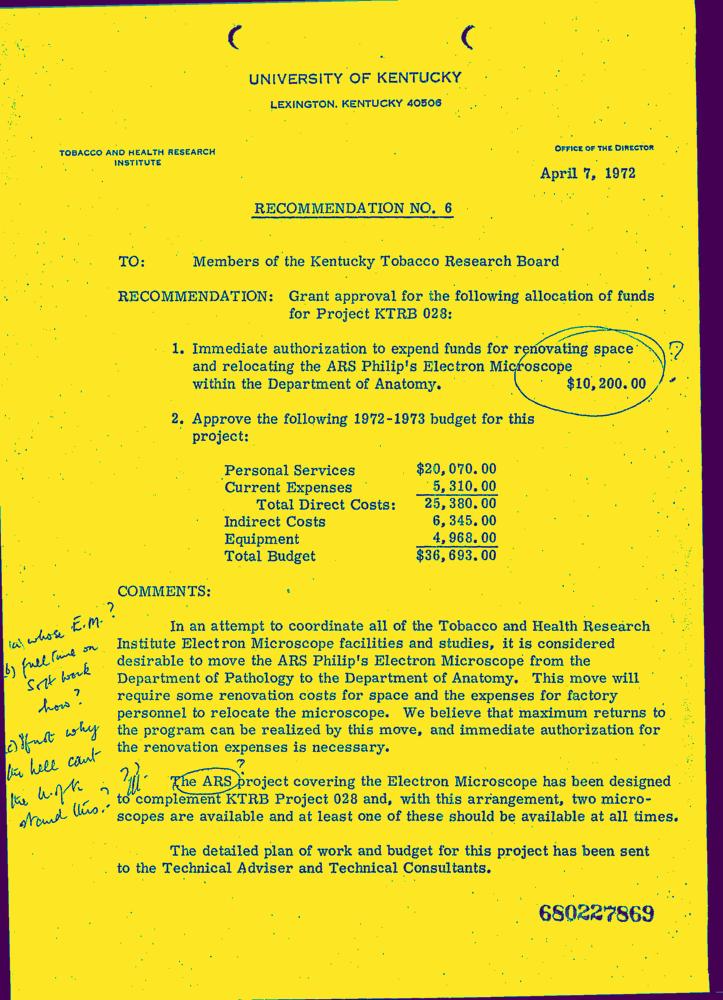 UNIVERSITY OF KENTUCKY
LEXINGTON, KENTUCKY 40506
TOBACCO AND HEALTH RESEARCH
INSTITUTE
OFFICE OF THE DIRECTOR
April 7, 1972
RECOMMENDATION NO. 6
TO: Members of the Kentucky Tobacco Research Board
RECOMMENDATION: Grant approval for the following allocation of funds
for Project KTRB 028:
1. Immediate authorization to expend funds for renovating space ?
and relocating the ARS Philip's Electron Microscope
within the Department of Anatomy. $10,200.00
2. Approve the following 1972-1973 budget for this
project:
Personal Services $20,070.00
Current Expenses 5,310.00
Total Direct Costs: 25,380.00
Indirect Costs 6,345.00
Equipment 4,968.00
Total Budget $36,693.00
COMMENTS:
(a) whose E.M.?
b) full time on
work
how?
c) If not why
the hell cant
the
stand this?
In an attempt to coordinate all of the Tobacco and Health Research
Institute Electron Microscope facilities and studies, it is considered
desirable to move the ARS Philip's Electron Microscope from the
Department of Pathology to the Department of Anatomy. This move will
require some renovation costs for space and the expenses for factory
personnel to relocate the microscope. We believe that maximum returns to
the program can be realized by this move, and immediate authorization for
the renovation expenses is necessary.
?
The ARS project covering the Electron Microscope has been designed
to complement KTRB Project 028 and, with this arrangement, two micro-
scopes are available and at least one of these should be available at all times.
The detailed plan of work and budget for this project has been sent
to the Technical Adviser and Technical Consultants.
680227869